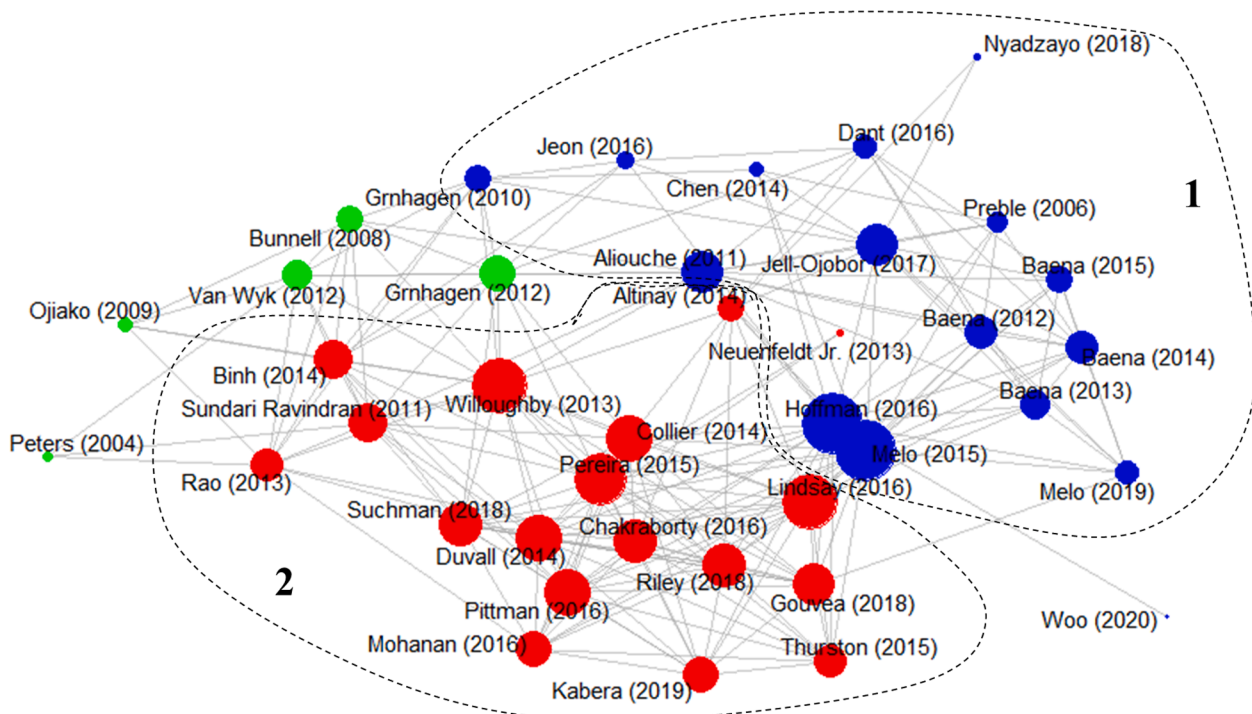 Nyadzayo (2018)
Dant (2016)
Jeon (2016)
Chen (2014)
1
Grnhagen (2010)
Preble (2006)
Bunnell (2008)
Aliouche (2011)
Jell-Ojobor (2017)
Baena (2015)
Van Wyk (2012)
Grnhagen (2012)
Altinay (2014)
Ojiako (2009)
Baena (2012)
Neuenfeldt Jr. (2013)
Baena (2014)
Binh (2014)
Baena (2013)
Willoughby (2013)
Sundari Ravindran (2011)
Hoffman (2016)
Collier (2014)
Peters (2004)
Melo (2015)
Pereira (2015)
Rao (2013)
Lindsay (2016)
Melo (2019)
Suchman (2018)
Chakraborty (2016)
Duvall (2014)
2
Riley (2018)
Gouvea (2018)
Pittman (2016)
Woo (2020)
Mohanan (2016)
Thurston (2015)
Kabera (2019)